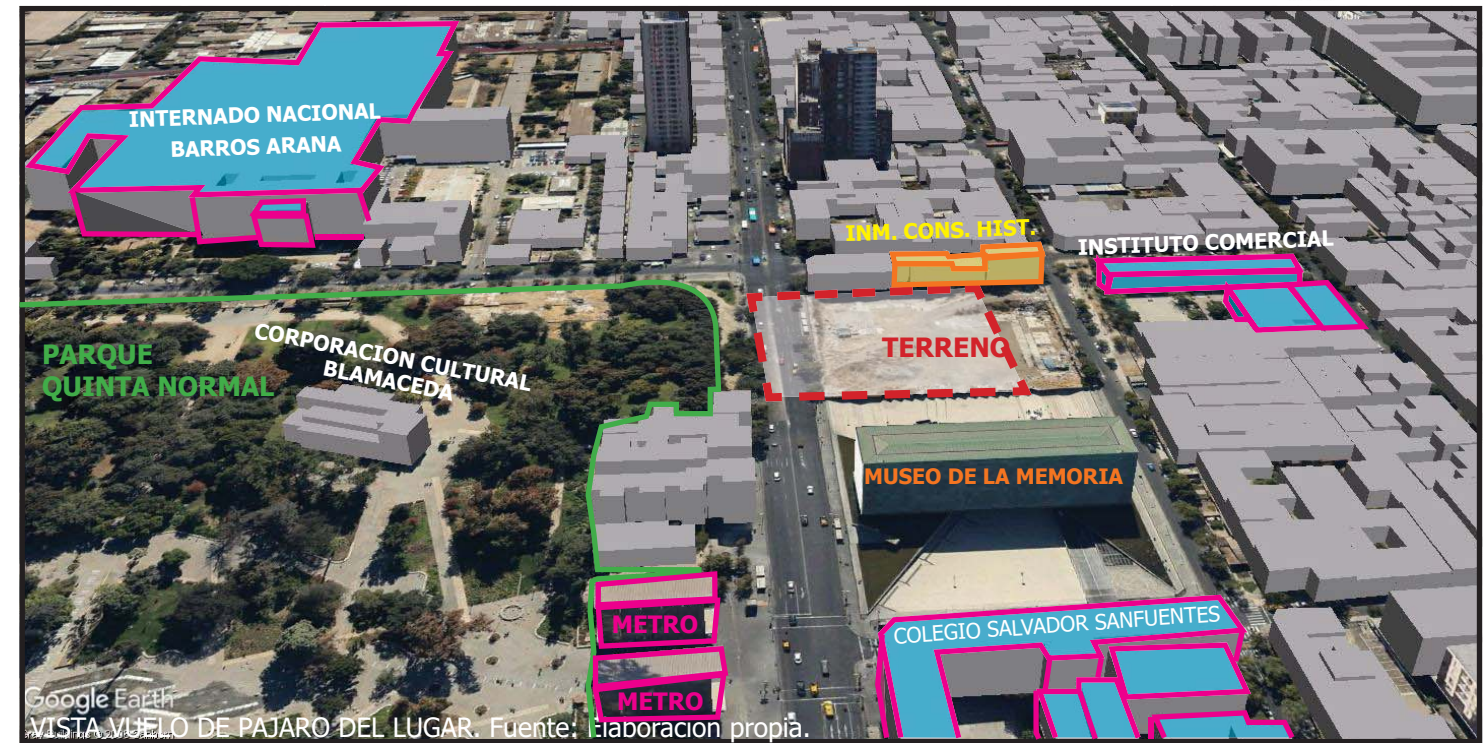 INTERNADO NACIONAL
BARROS ARANA
INM. CONS. HIST.
INSTITUTO COMERCIAL
CORPORACION CULTURAL
BLAMACEDA
PARQUE
QUINTA NORMAL
TERRENO
MUSEO DE LA MEMORIA
METRO
COLEGIO SALVADOR SANFUENTES
METRO
Google Earth
VISTA VUELO DE PAJARO DEL LUGAR. Fuente: Elaboración propia.